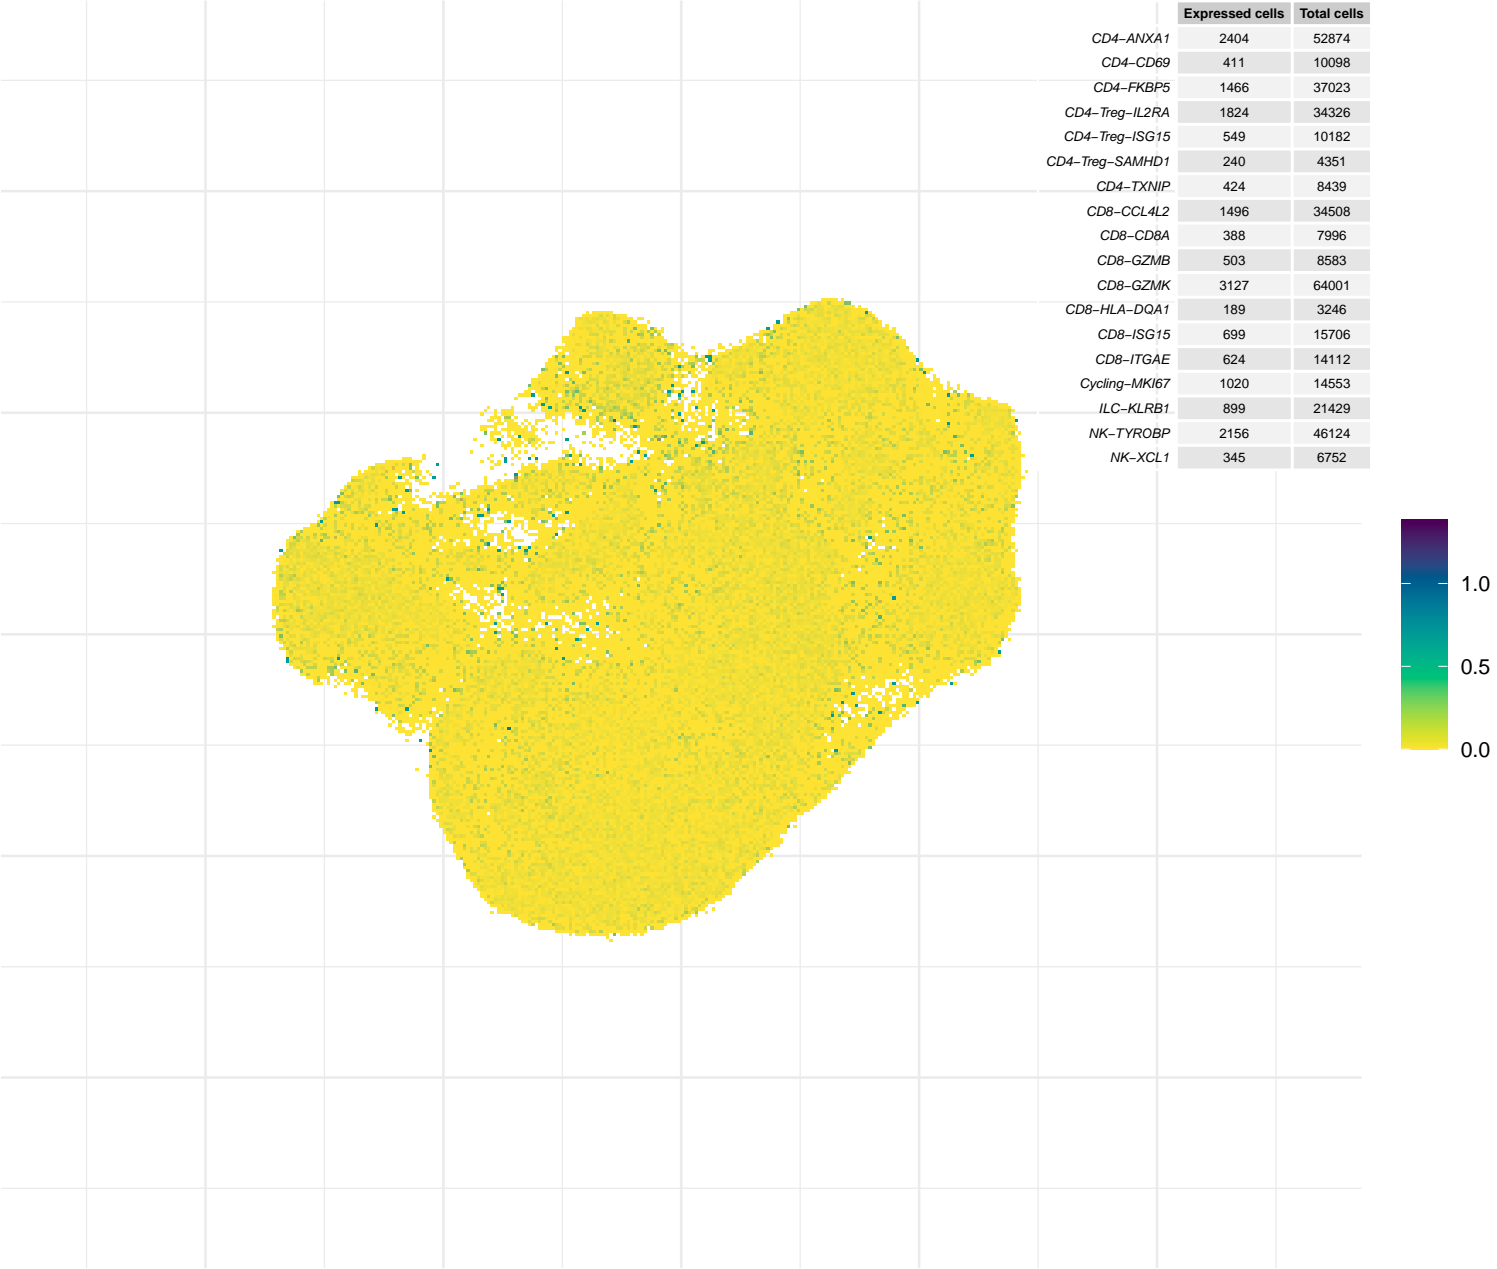 Expressed cells Total cells
CD4−ANXA1 2404 52874
CD4−CD69 411 10098
CD4−FKBP5 1466 37023
CD4−Treg−IL2RA 1824 34326
CD4−Treg−ISG15 549 10182
CD4−Treg−SAMHD1 240 4351
CD4−TXNIP 424 8439
CD8−CCL4L2 1496 34508
CD8−CD8A 388 7996
CD8−GZMB 503 8583
CD8−GZMK 3127 64001
CD8−HLA−DQA1 189 3246
CD8−ISG15 699 15706
CD8−ITGAE 624 14112
Cycling−MKI67 1020 14553
ILC−KLRB1 899 21429
NK−TYROBP 2156 46124
NK−XCL1 345 6752
1.0
0.5
0.0